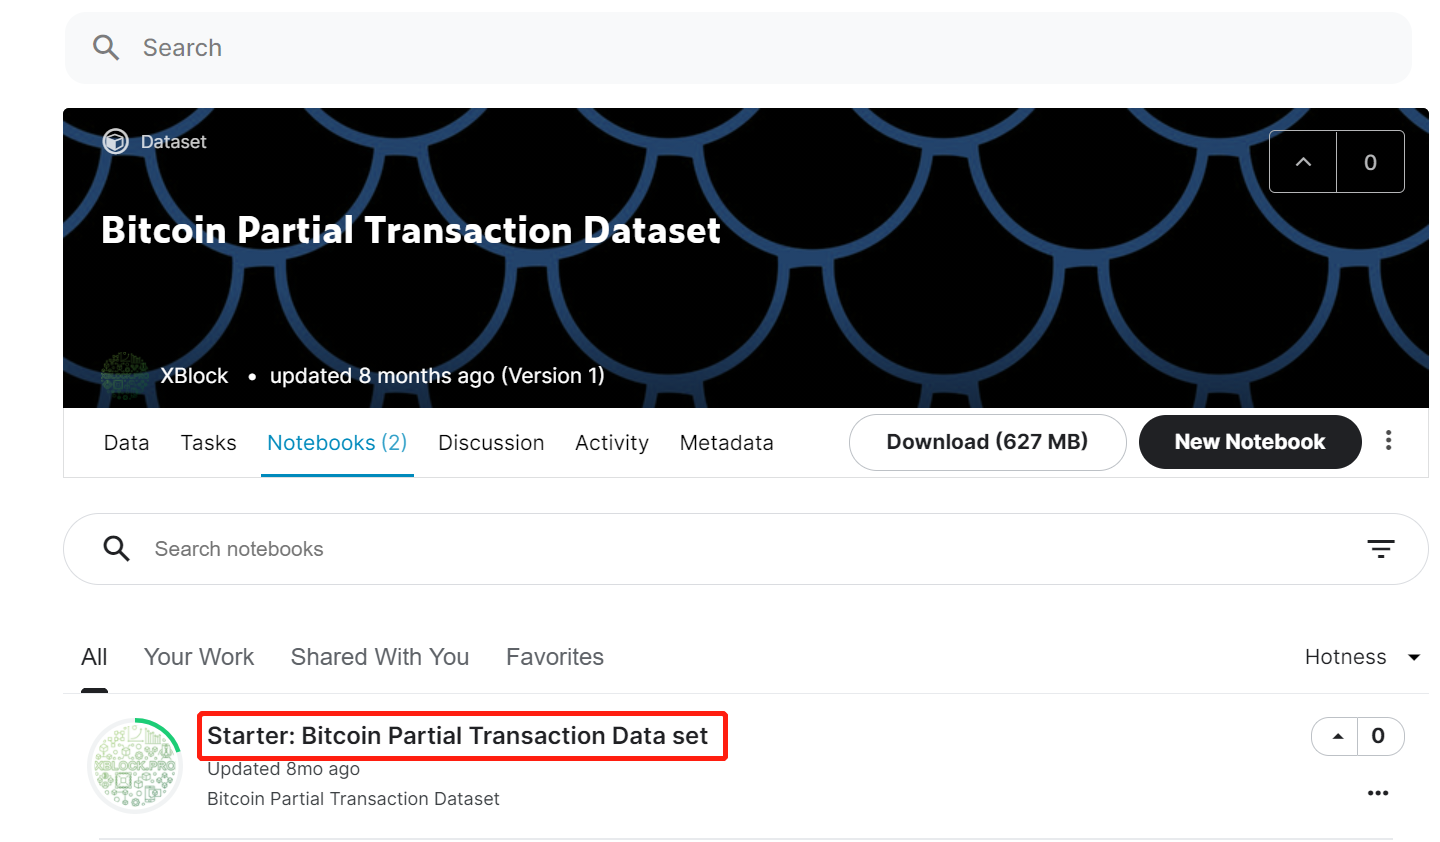 Search
Dataset
0
Bitcoin Partial Transaction Dataset
XBlock • updated 8 months ago (Version 1)
Data Tasks Notebooks (2) Discussion Activity Metadata Download (627 MB) New Notebook
Search notebooks
All Your Work Shared With You Favorites Hotness
Starter: Bitcoin Partial Transaction Data set
0
XBLOCK.PRO
Updated 8mo ago
Bitcoin Partial Transaction Dataset